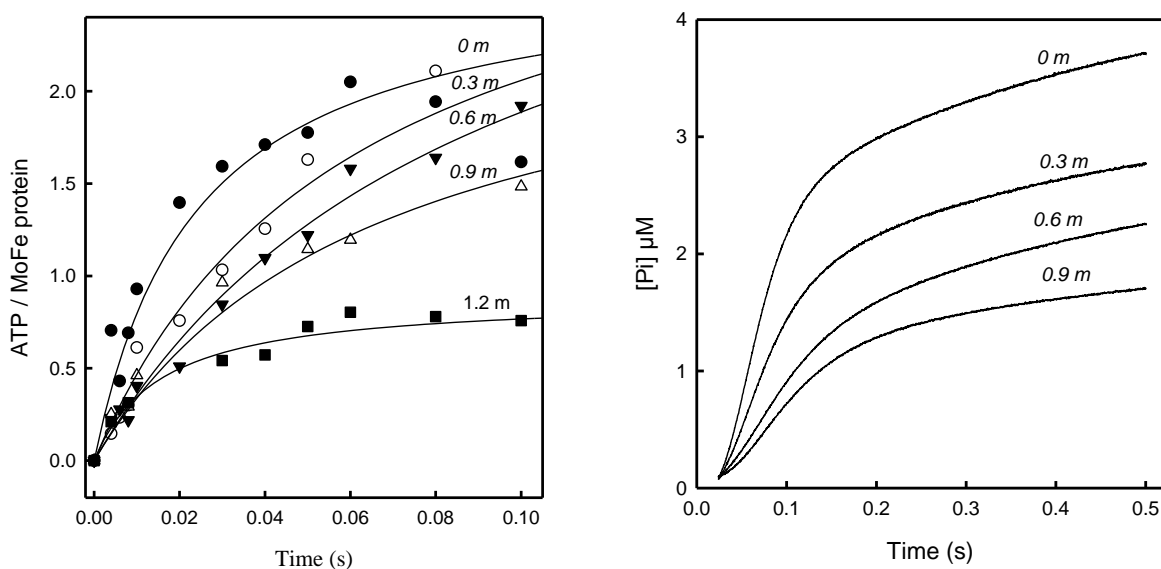 ATP / MoFe protein
2.0
1.5
1.0
0.5
0.0
0 m
0.3 m
0.6 m
0.9 m
1.2 m
0.00 0.02 0.04 0.06 0.08 0.10
Time (s)
[Pi] µM
4
3
2
1
0
0 m
0.3 m
0.6 m
0.9 m
0.0 0.1 0.2 0.3 0.4 0.5
Time (s)